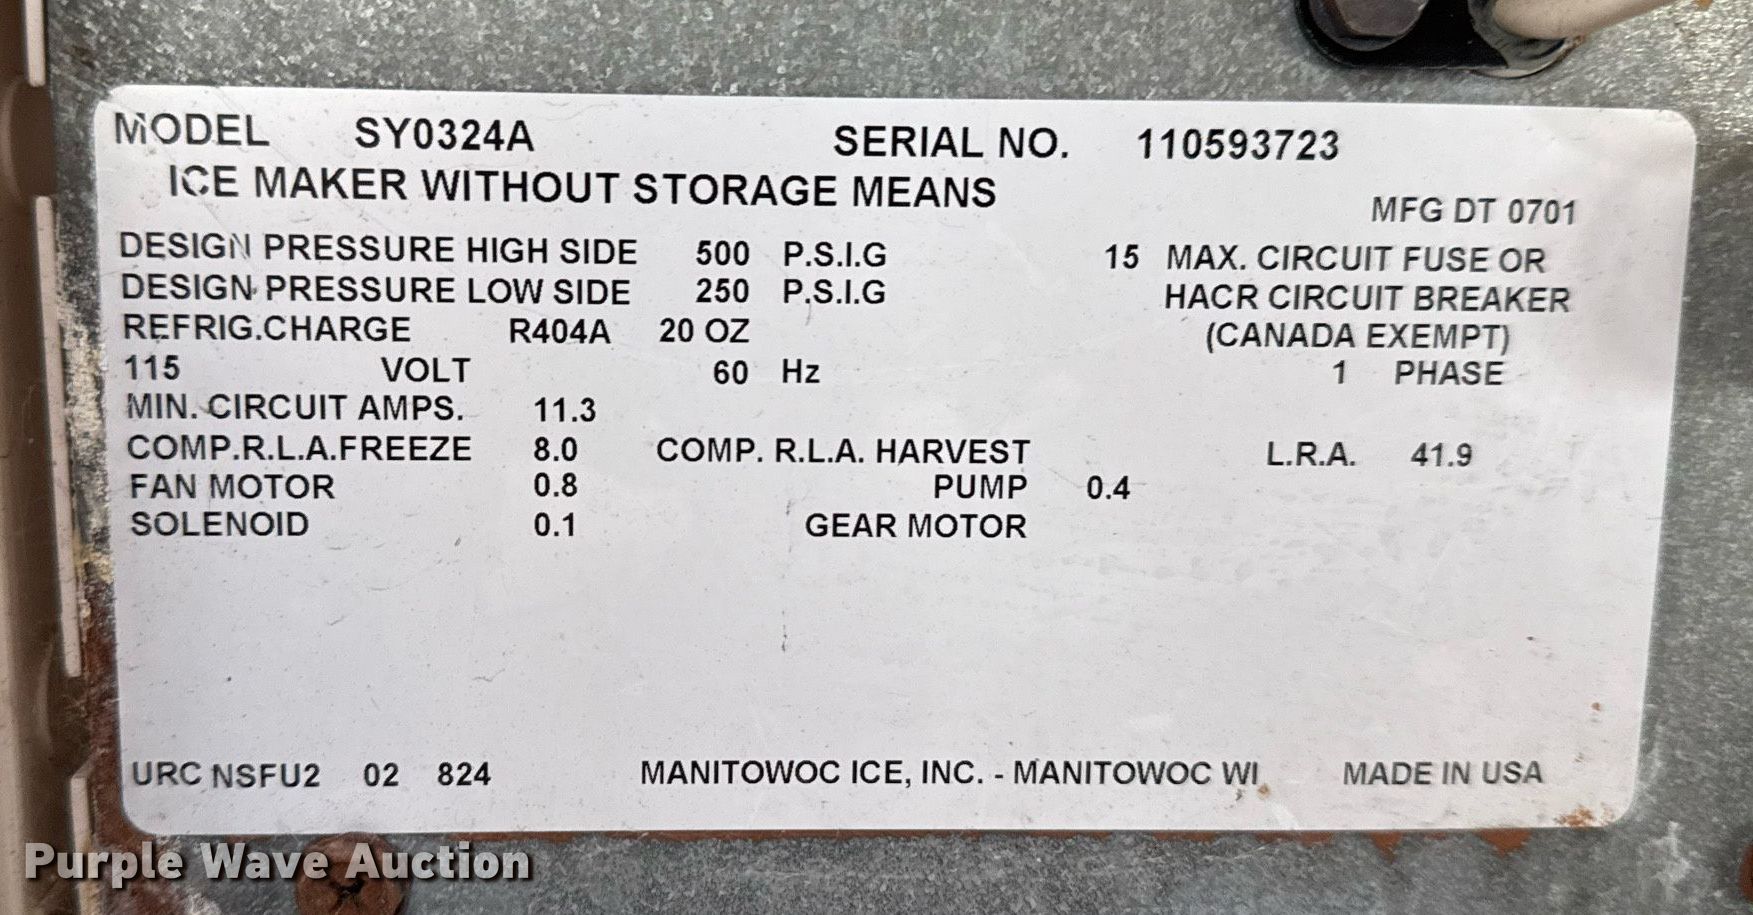 MODEL SY0324A SERIAL NO. 110593723
ICE MAKER WITHOUT STORAGE MEANS
MFG DT 0701
DESIGN PRESSURE HIGH SIDE 500 P.S.I.G 15 MAX. CIRCUIT FUSE OR
DESIGN PRESSURE LOW SIDE 250 P.S.I.G HACR CIRCUIT BREAKER
REFRIG.CHARGE R404A 20 OZ (CANADA EXEMPT)
115 VOLT 60 Hz 1 PHASE
MIN. CIRCUIT AMPS. 11.3
COMP.R.L.A.FREEZE 8.0 COMP. R.L.A. HARVEST L.R.A. 41.9
FAN MOTOR 0.8 PUMP 0.4
SOLENOID 0.1 GEAR MOTOR
URC NSFU2 02 824 MANITOWOC ICE, INC. - MANITOWOC WI MADE IN USA
Purple Wave Auction